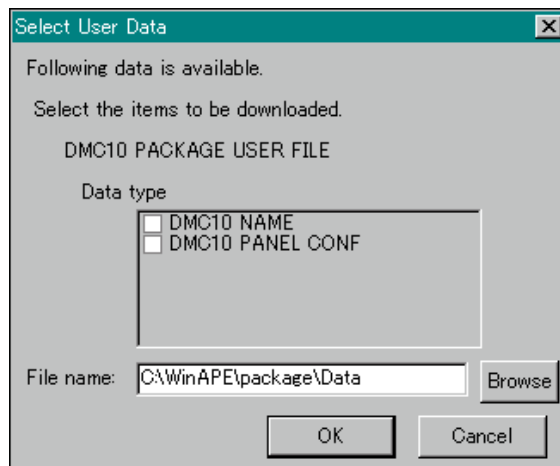 Select User Data
Following data is available.
Select the items to be downloaded.
DMC10 PACKAGE USER FILE
Data type
DMC10 NAME
DMC10 PANEL CONF
File name: C:\WinAPE\package\Data Browse
OK Cancel